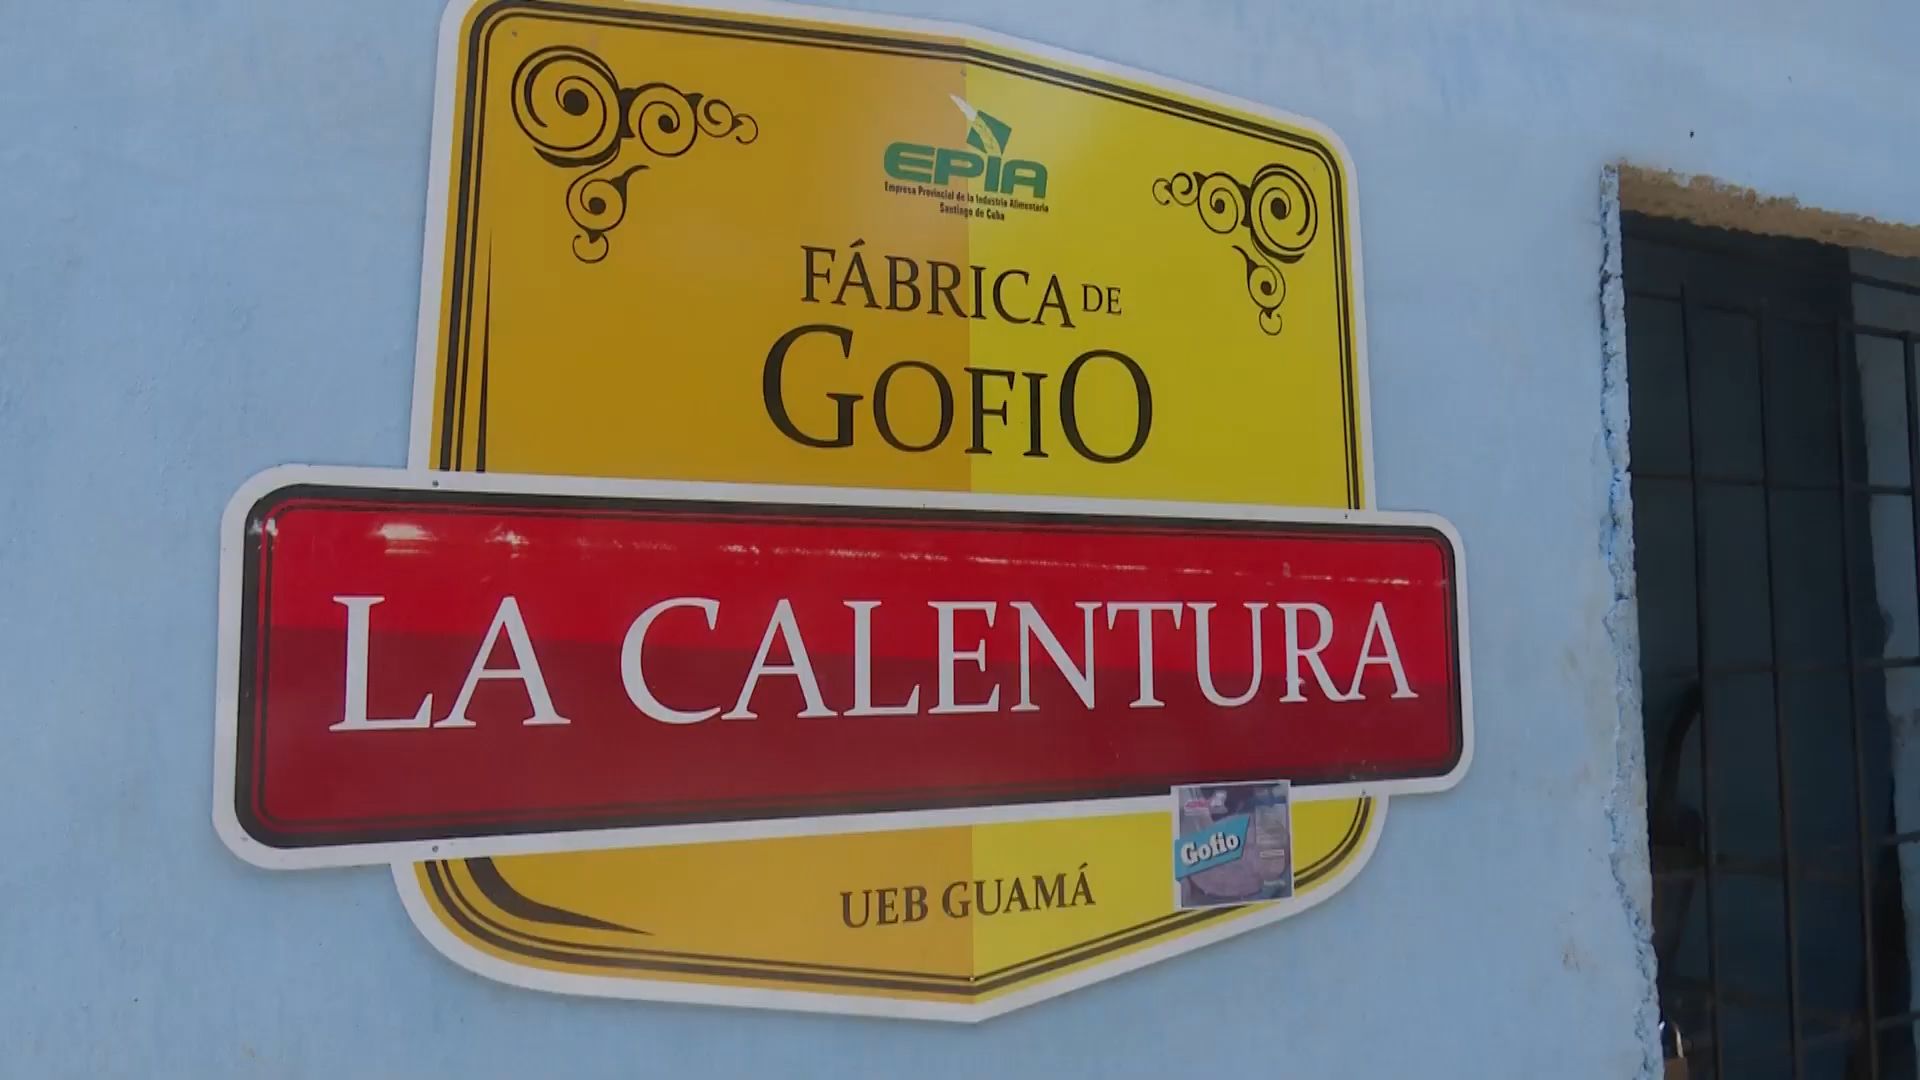 EPIA
Empresa Provincial de la Industria Alimentaria
Santiago de Cuba
FÁBRICA DE
GOFIO
LA CALENTURA
UEB GUAMÁ
Gofio